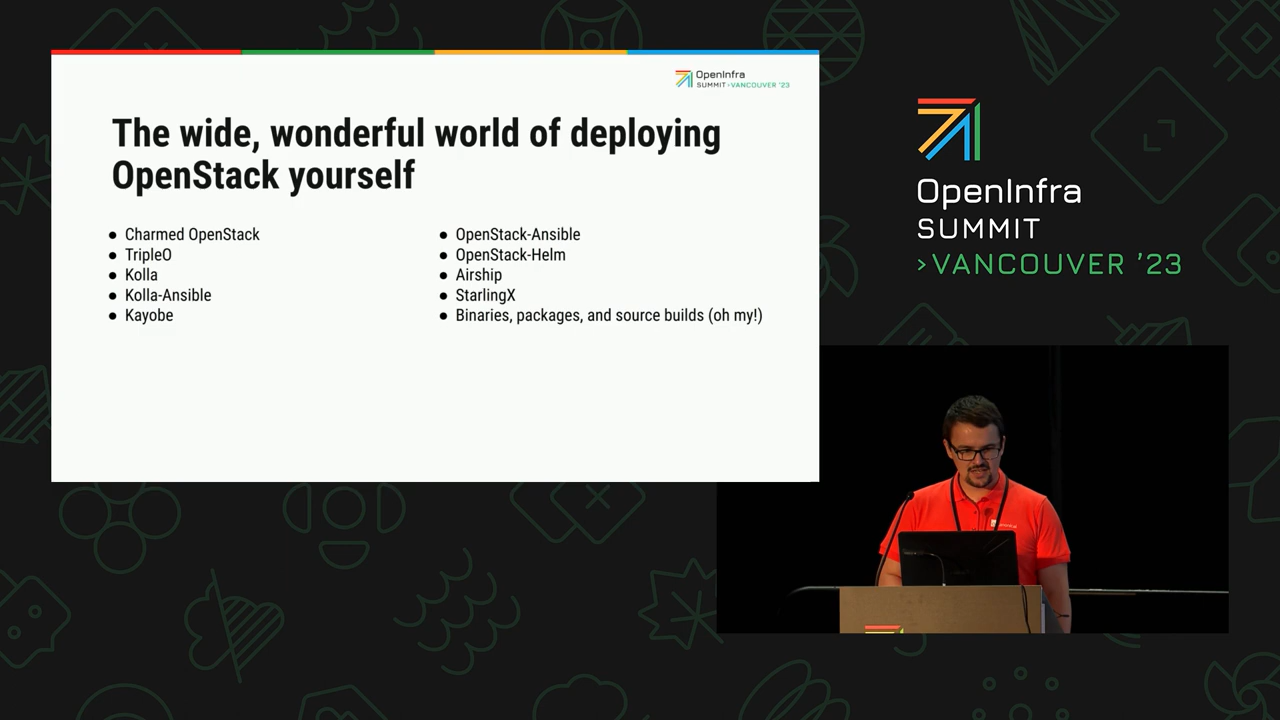 OpenInfra
SUMMIT >VANCOUVER '23
The wide, wonderful world of deploying
OpenStack yourself
● Charmed OpenStack
● TripleO
● Kolla
● Kolla-Ansible
● Kayobe
● OpenStack-Ansible
● OpenStack-Helm
● Airship
● StarlingX
● Binaries, packages, and source builds (oh my!)
OpenInfra
SUMMIT
>VANCOUVER '23